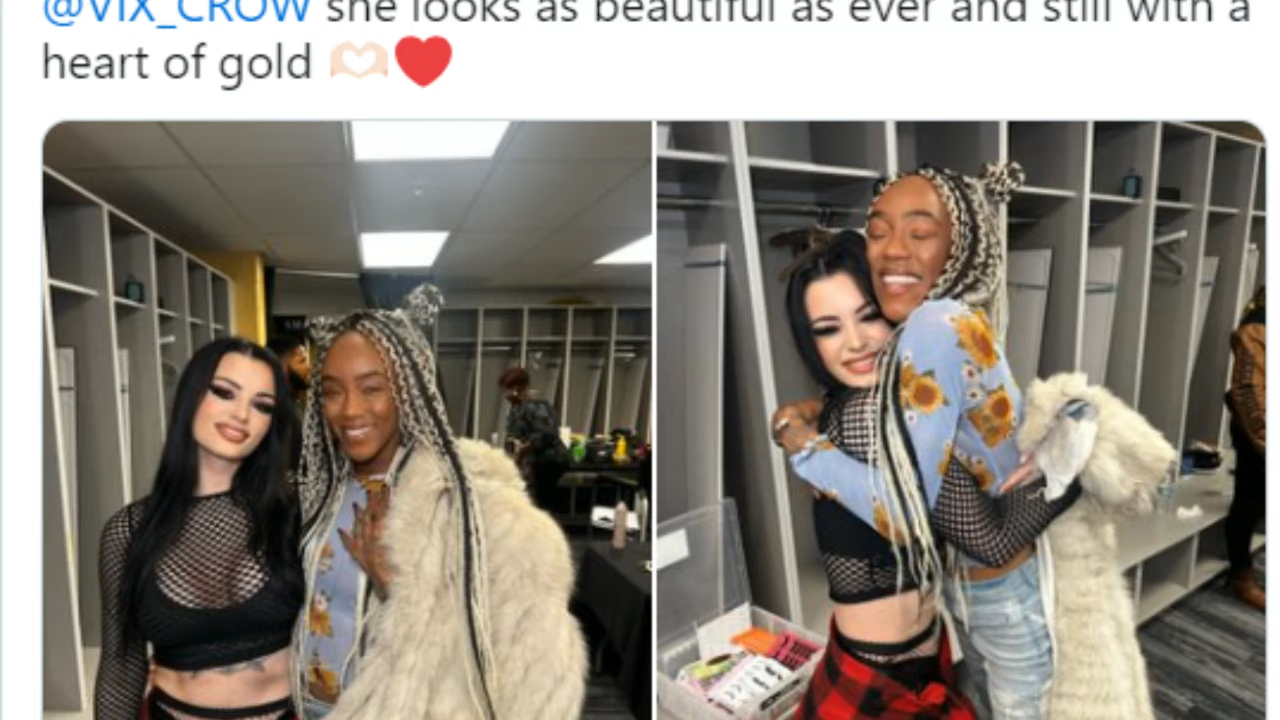 @VIX_CROW she looks as beautiful as ever and still with a
heart of gold 🫶🏻❤️